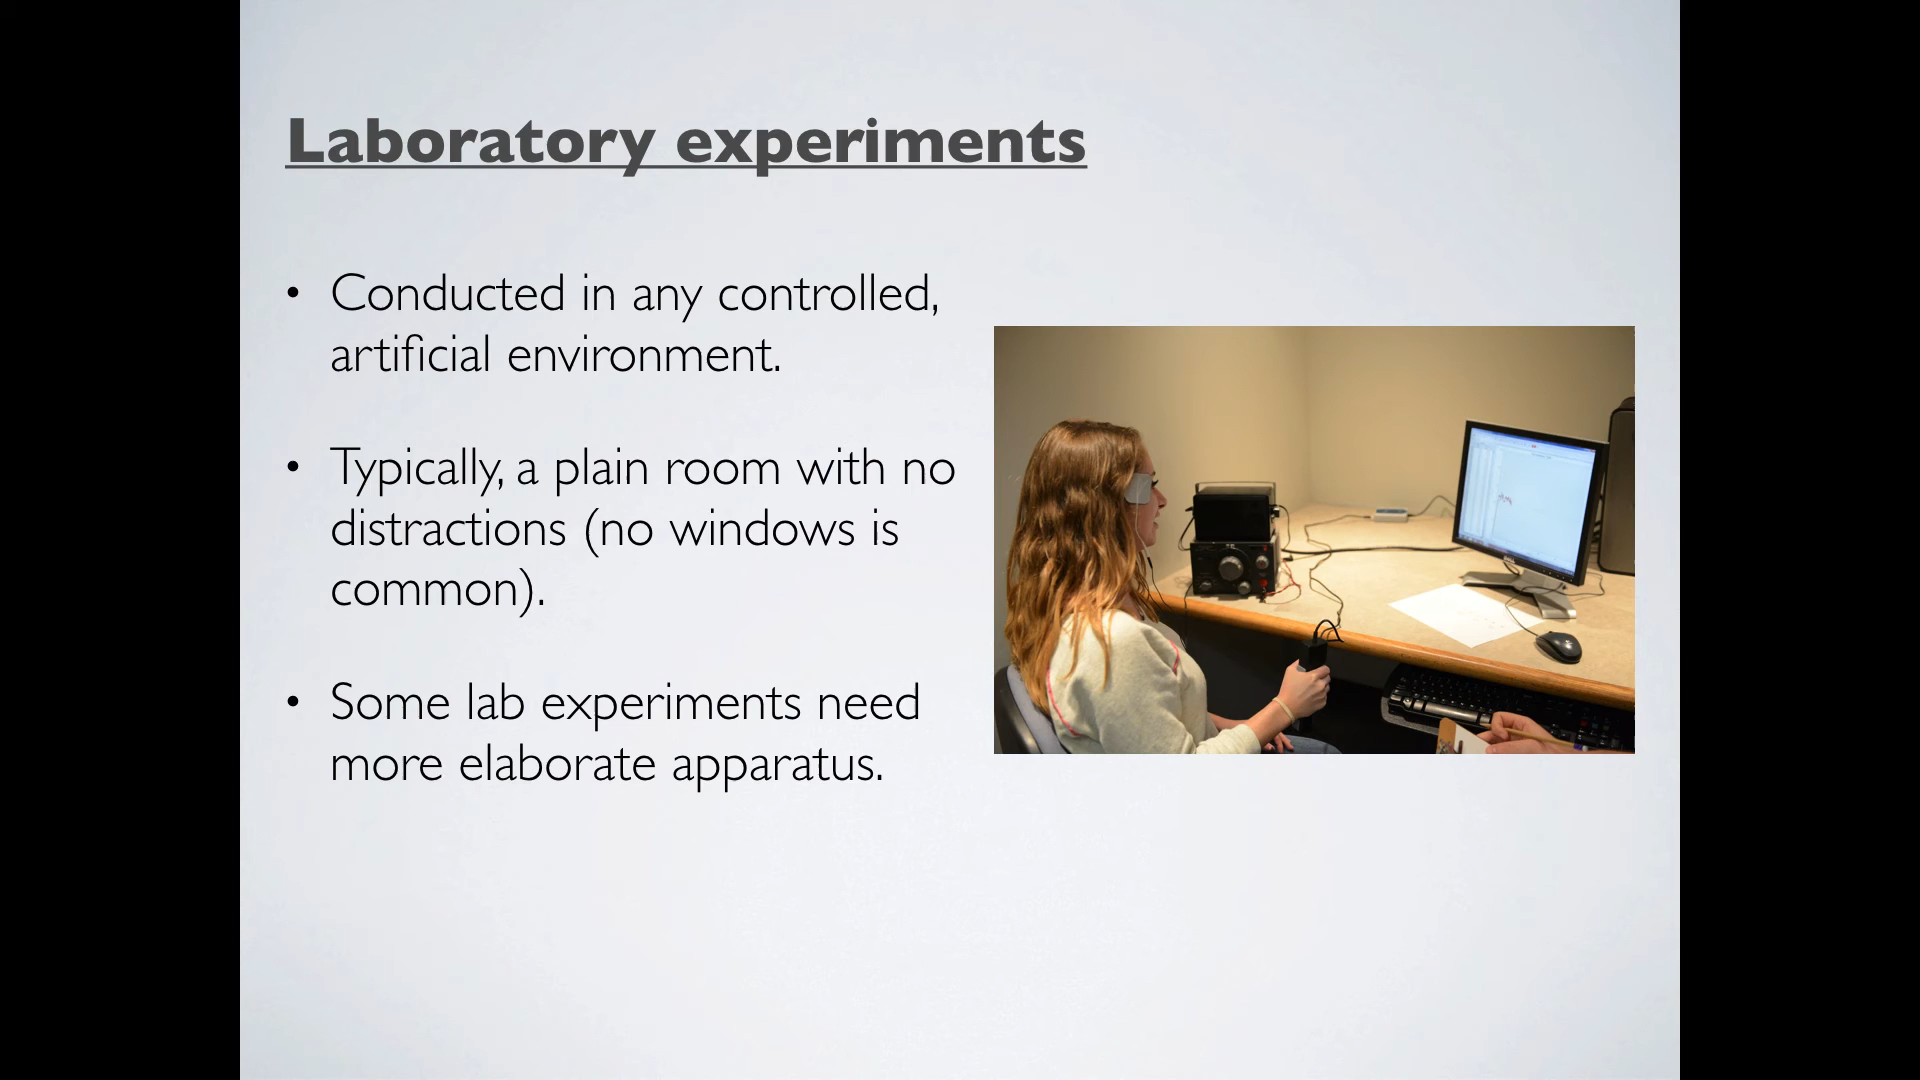 Laboratory experiments
• Conducted in any controlled,
artificial environment.
• Typically, a plain room with no
distractions (no windows is
common).
• Some lab experiments need
more elaborate apparatus.